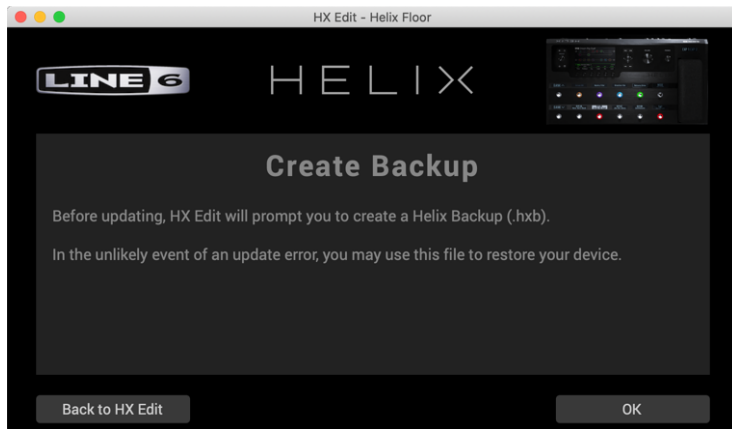 HX Edit - Helix Floor
LINE 6
HELIX
Create Backup
Before updating, HX Edit will prompt you to create a Helix Backup (.hxb).
In the unlikely event of an update error, you may use this file to restore your device.
Back to HX Edit
OK